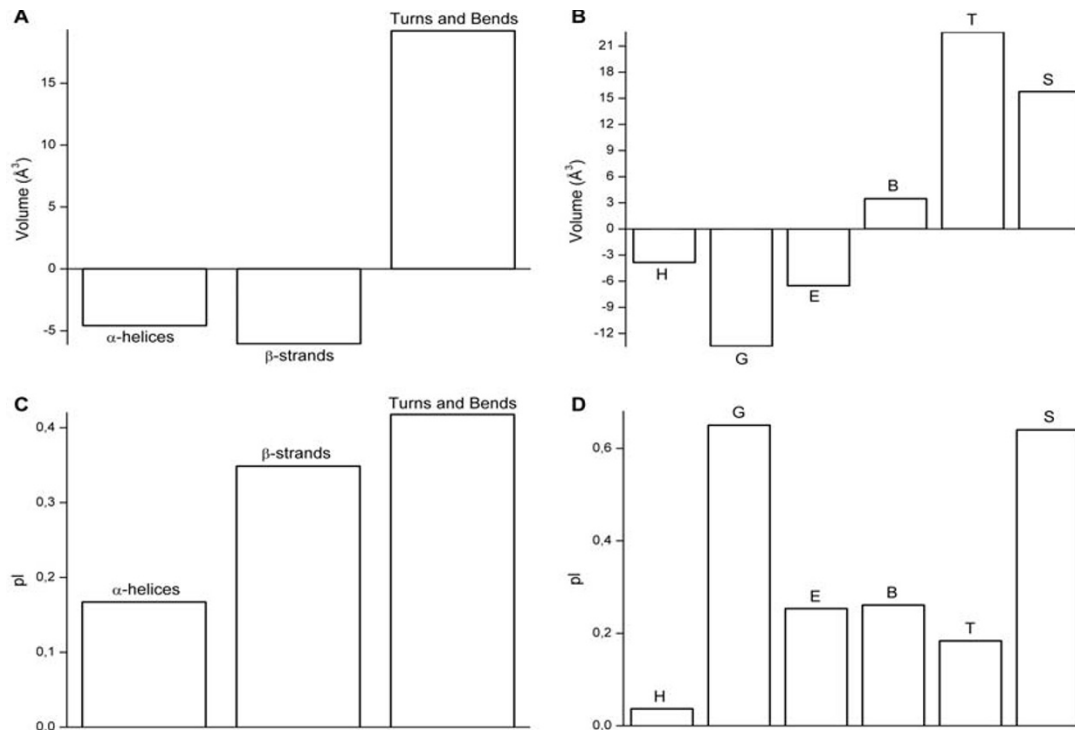 A
Turns and Bends
15
10
5
0
-5
Volume (Å³)
α-helices
β-strands
B
T
S
21
18
15
12
9
6
3
0
-3
-6
-9
-12
Volume (Å³)
B
H
E
G
C
Turns and Bends
0,4
β-strands
0,3
α-helices
0,2
0,1
0,0
pI
D
G
S
0,6
0,4
E
B
0,2
T
H
0,0
pI